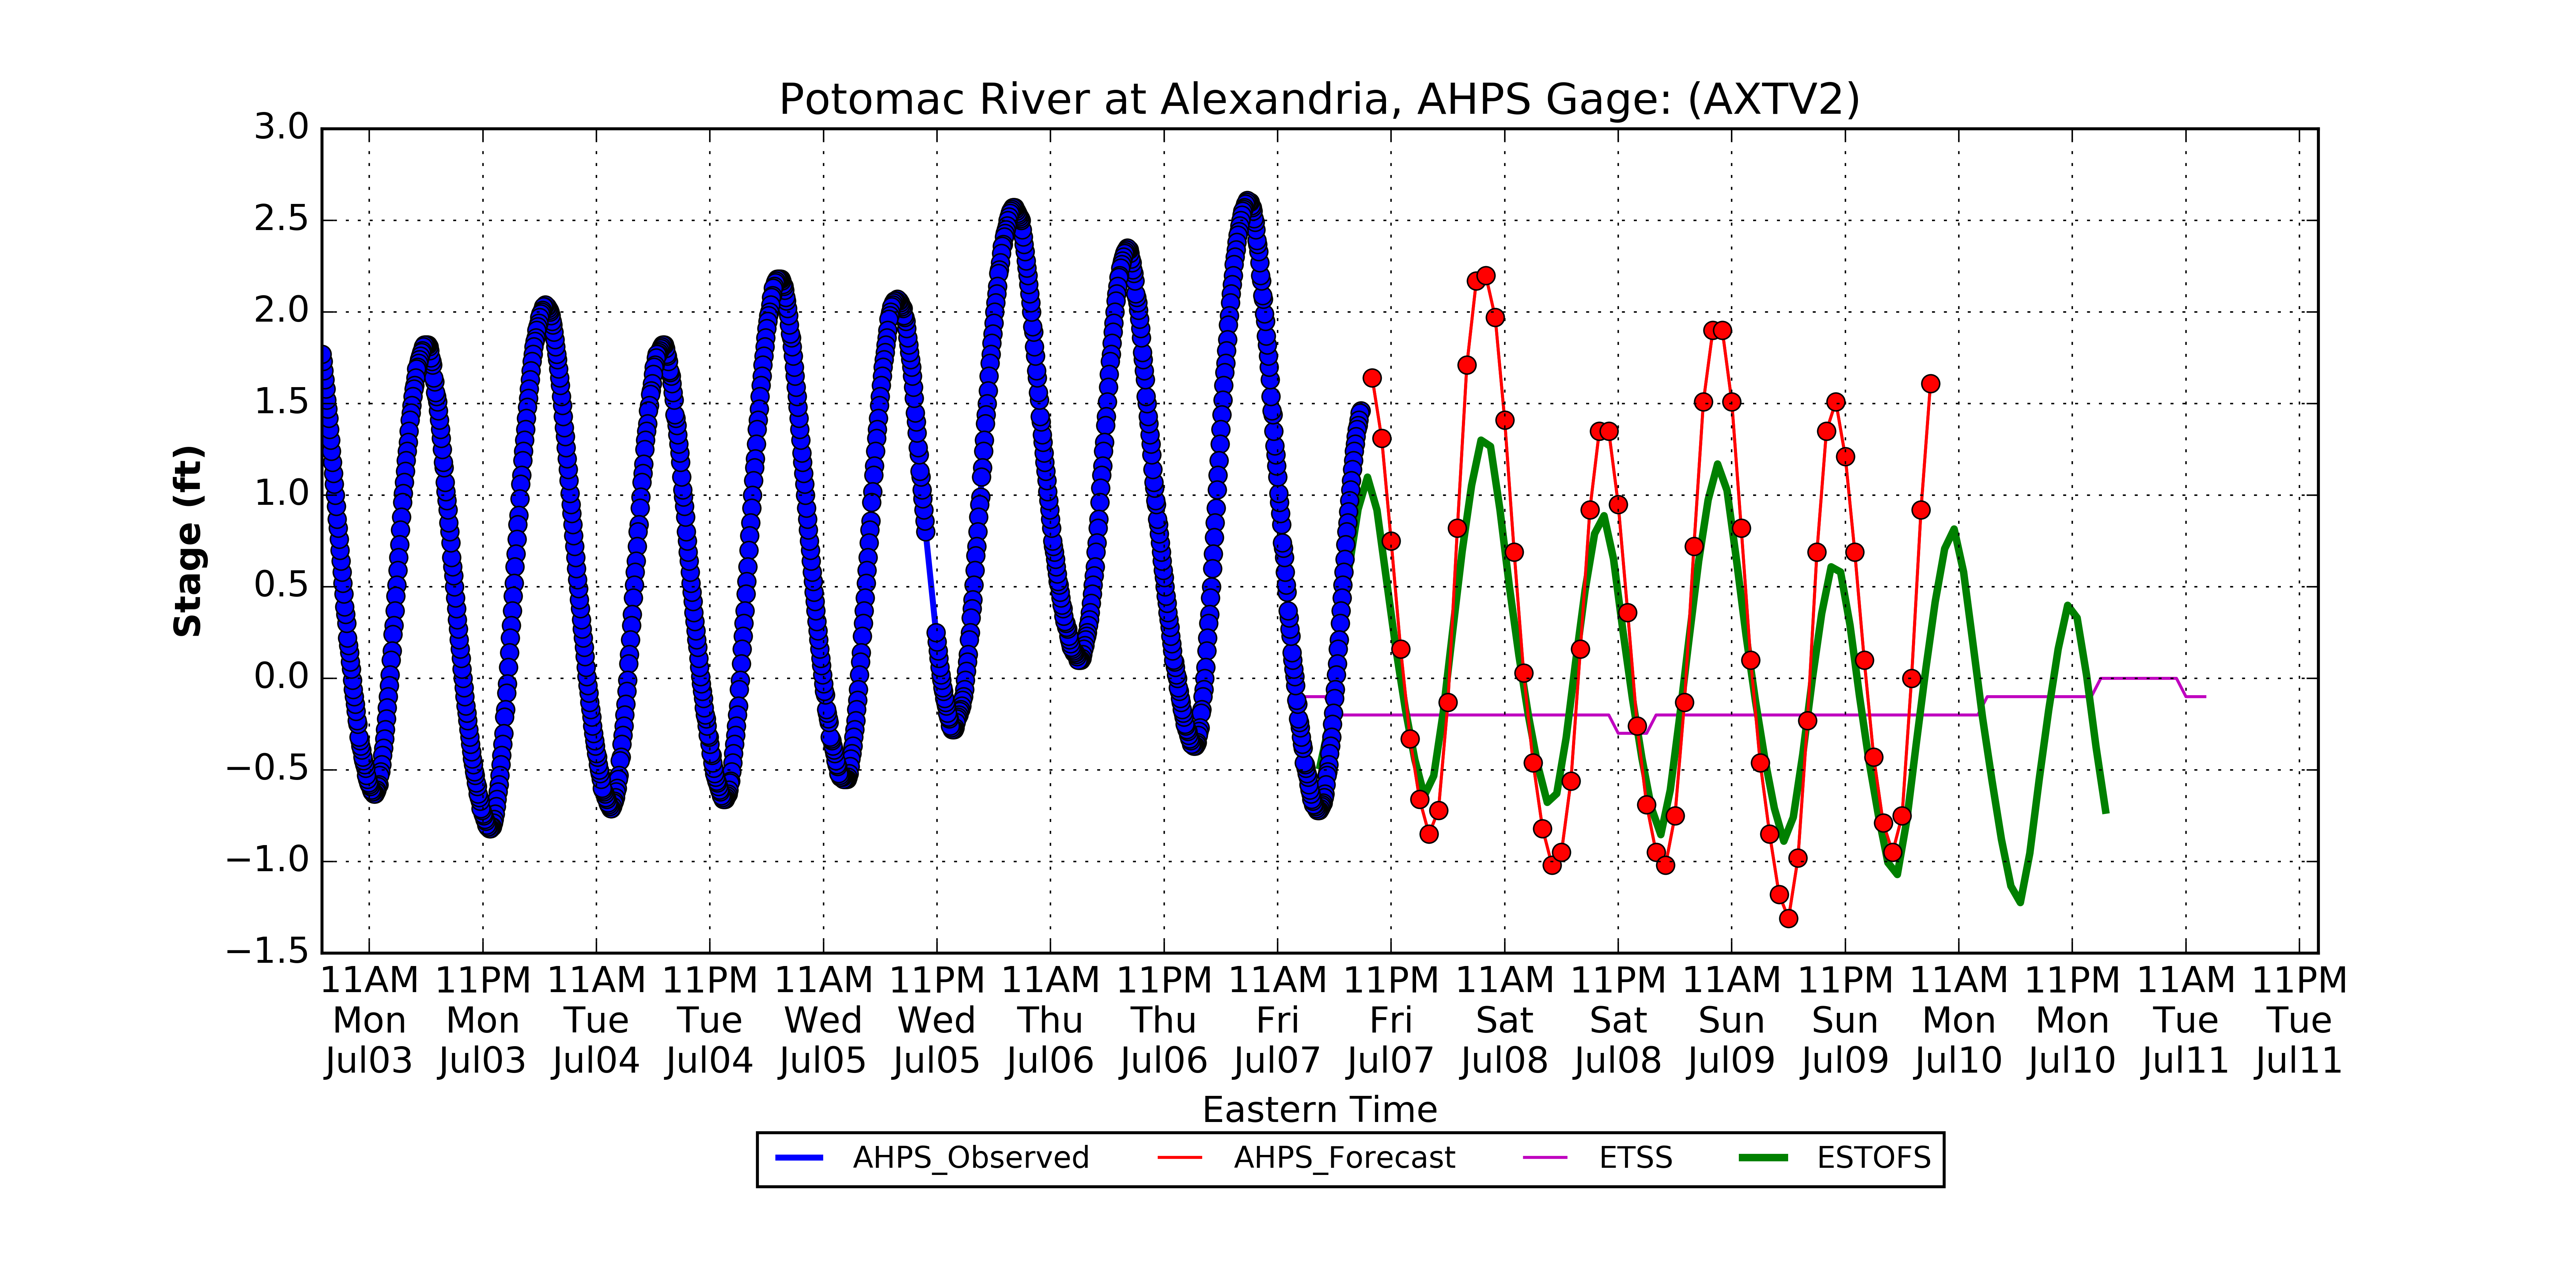 Potomac River at Alexandria, AHPS Gage: (AXTV2)
3.0
2.5
2.0
1.5
1.0
0.5
0.0
−0.5
−1.0
−1.5
Stage (ft)
11AM 11PM 11AM 11PM 11AM 11PM 11AM 11PM 11AM 11PM 11AM 11PM 11AM 11PM 11AM 11PM 11AM 11PM
Mon Mon Tue Tue Wed Wed Thu Thu Fri Fri Sat Sat Sun Sun Mon Mon Tue Tue
Jul03 Jul03 Jul04 Jul04 Jul05 Jul05 Jul06 Jul06 Jul07 Jul07 Jul08 Jul08 Jul09 Jul09 Jul10 Jul10 Jul11 Jul11
Eastern Time
AHPS_Observed AHPS_Forecast ETSS ESTOFS